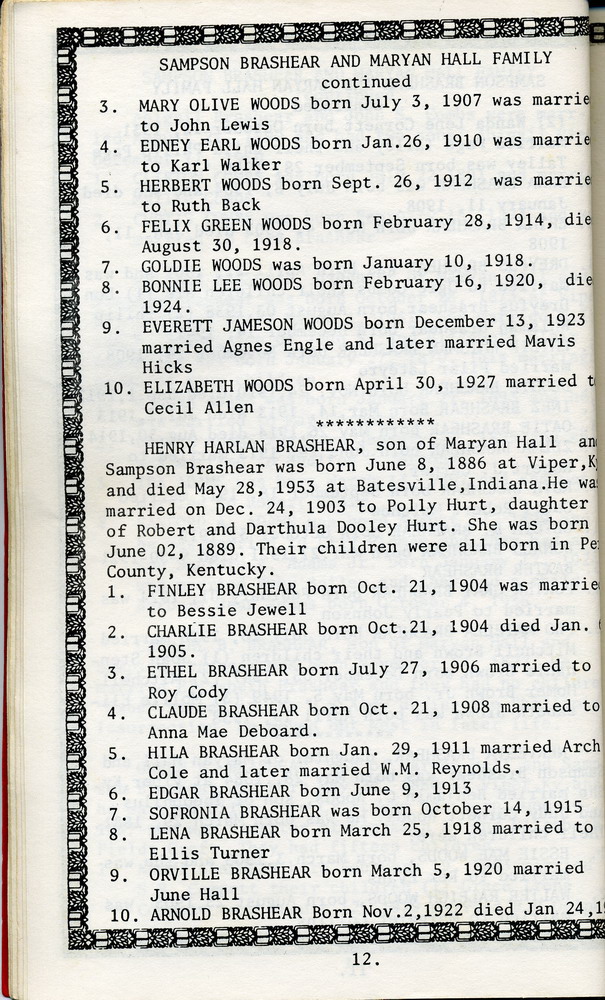 SAMPSON BRASHEAR AND MARYAN HALL FAMILY
continued
3. MARY OLIVE WOODS born July 3, 1907 was marrie
to John Lewis
4. EDNEY EARL WOODS born Jan.26, 1910 was marrie
to Karl Walker
5. HERBERT WOODS born Sept. 26, 1912 was marrie
to Ruth Back
6. FELIX GREEN WOODS born February 28, 1914, die
August 30, 1918.
7. GOLDIE WOODS was born January 10, 1918.
8. BONNIE LEE WOODS born February 16, 1920, die
1924.
9. EVERETT JAMESON WOODS born December 13, 1923
married Agnes Engle and later married Mavis
Hicks
10. ELIZABETH WOODS born April 30, 1927 married t
Cecil Allen
************
HENRY HARLAN BRASHEAR, son of Maryan Hall an
Sampson Brashear was born June 8, 1886 at Viper,K
and died May 28, 1953 at Batesville,Indiana.He wa
married on Dec. 24, 1903 to Polly Hurt, daughter
of Robert and Darthula Dooley Hurt. She was born
June 02, 1889. Their children were all born in Pe
County, Kentucky.
1. FINLEY BRASHEAR born Oct. 21, 1904 was marrie
to Bessie Jewell
2. CHARLIE BRASHEAR born Oct.21, 1904 died Jan.
1905.
3. ETHEL BRASHEAR born July 27, 1906 married to
Roy Cody
4. CLAUDE BRASHEAR born Oct. 21, 1908 married to
Anna Mae Deboard.
5. HILA BRASHEAR born Jan. 29, 1911 married Arch
Cole and later married W.M. Reynolds.
6. EDGAR BRASHEAR born June 9, 1913
7. SOFRONIA BRASHEAR was born October 14, 1915
8. LENA BRASHEAR born March 25, 1918 married to
Ellis Turner
9. ORVILLE BRASHEAR born March 5, 1920 married
June Hall
10. ARNOLD BRASHEAR Born Nov.2,1922 died Jan 24,1
12.